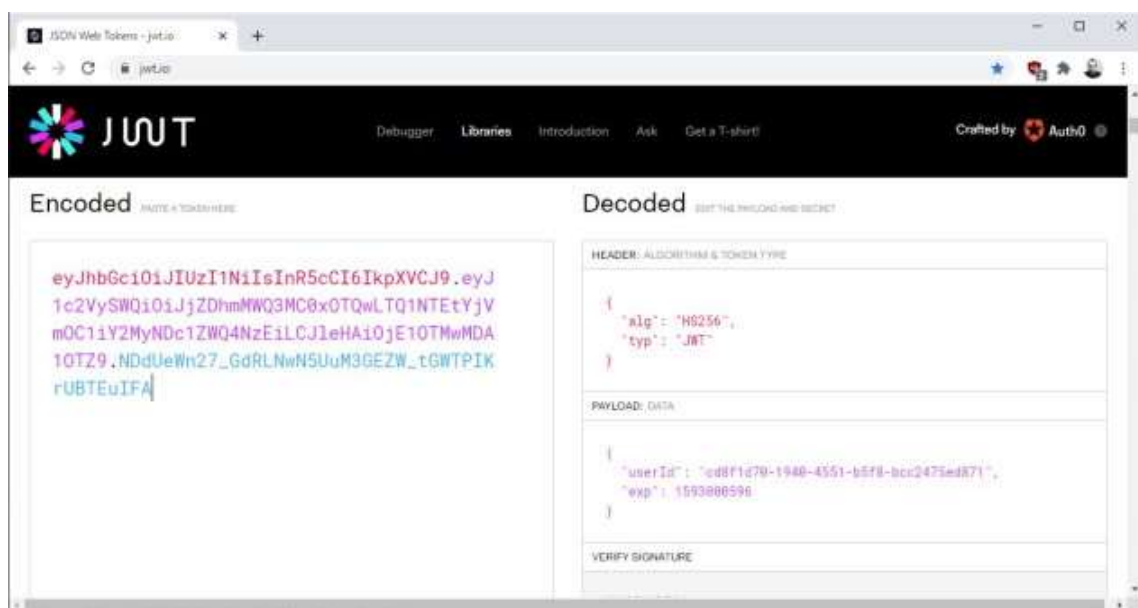 JSON Web Tokens - jwt.io
jwt.io
JWT
Debugger Libraries Introduction Ask Get a T-shirt!
Crafted by Auth0
Encoded PASTE A TOKEN HERE
Decoded EDIT THE PAYLOAD AND SECRET
eyJhbGciOiJIUzI1NiIsInR5cCI6IkpXVCJ9.eyJ
1c2VySWQiOiJjZDhmMWQ3MC0xOTQwLTQ1NTEtYjV
mOC1iY2MyNDc1ZWQ4NzEiLCJleHAiOjE1OTMwMDA
1OTZ9.NDdUeWn27_GdRLNwN5UuM3GEZW_tGWTPIK
rUBTEuIFA
HEADER: ALGORITHM & TOKEN TYPE
{
"alg": "HS256",
"typ": "JWT"
}
PAYLOAD: DATA
{
"userId": "cd8f1d70-1940-4551-b5f8-bcc2475ed871",
"exp": 1593000596
}
VERIFY SIGNATURE